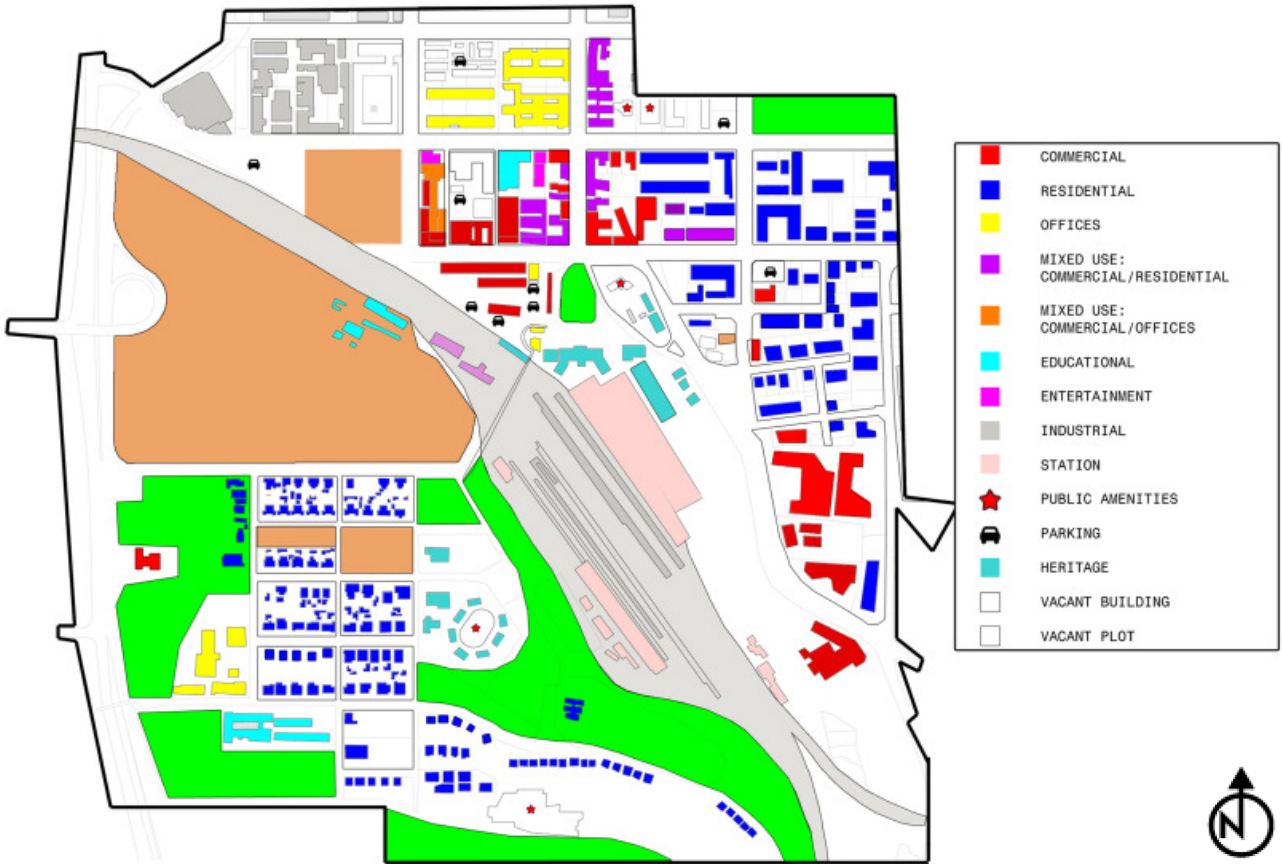 COMMERCIAL
RESIDENTIAL
OFFICES
MIXED USE:
COMMERCIAL/RESIDENTIAL
MIXED USE:
COMMERCIAL/OFFICES
EDUCATIONAL
ENTERTAINMENT
INDUSTRIAL
STATION
PUBLIC AMENITIES
PARKING
HERITAGE
VACANT BUILDING
VACANT PLOT
N